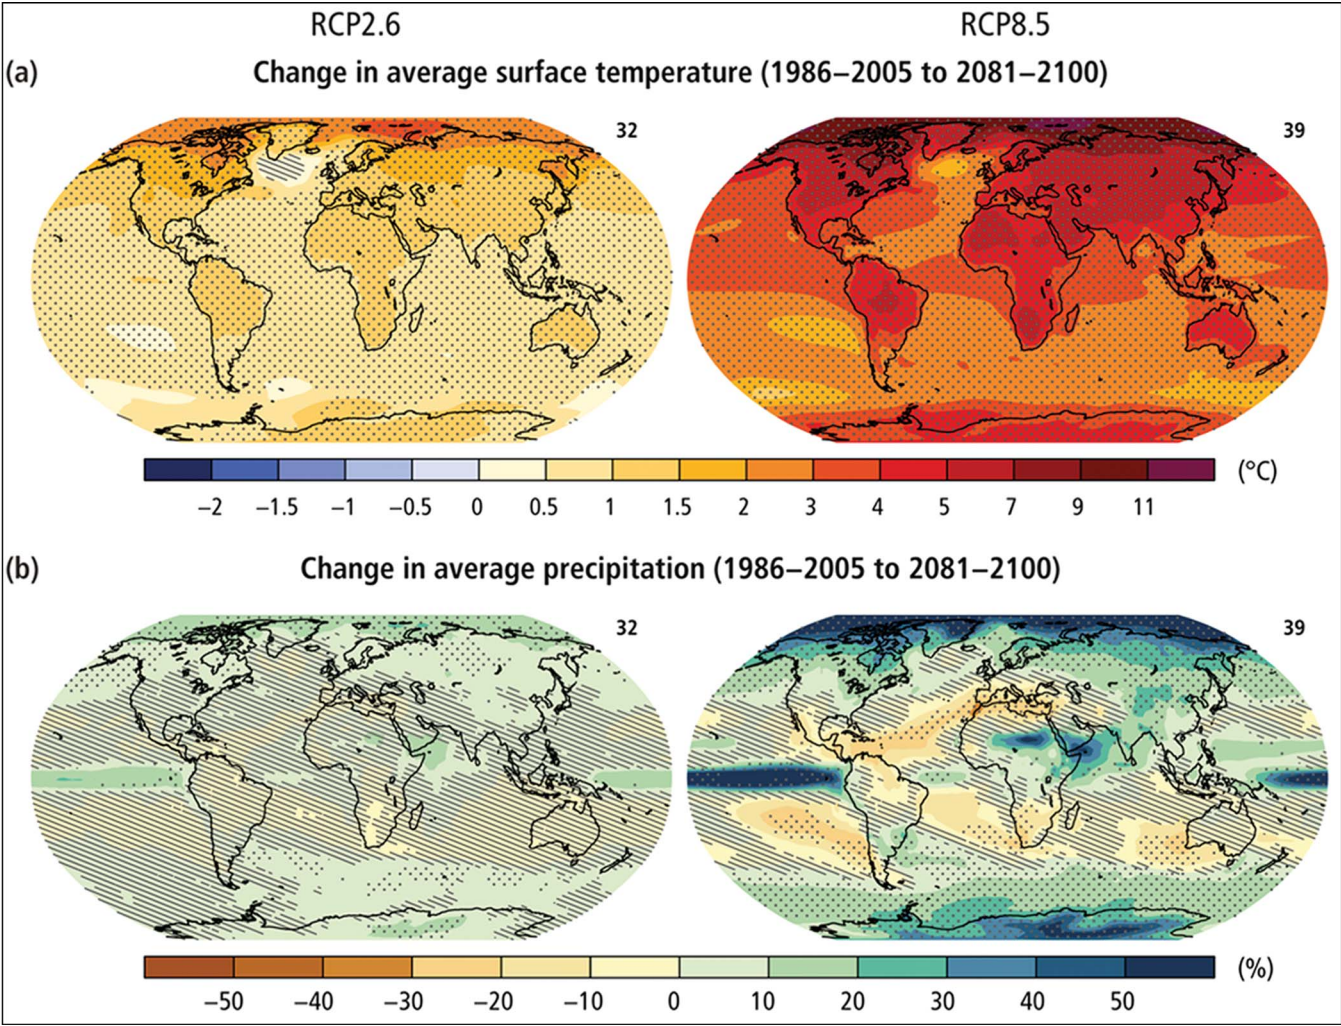 RCP2.6 RCP8.5
(a) Change in average surface temperature (1986–2005 to 2081–2100)
32 39
–2 –1.5 –1 –0.5 0 0.5 1 1.5 2 3 4 5 7 9 11 (°C)
(b) Change in average precipitation (1986–2005 to 2081–2100)
32 39
–50 –40 –30 –20 –10 0 10 20 30 40 50 (%)